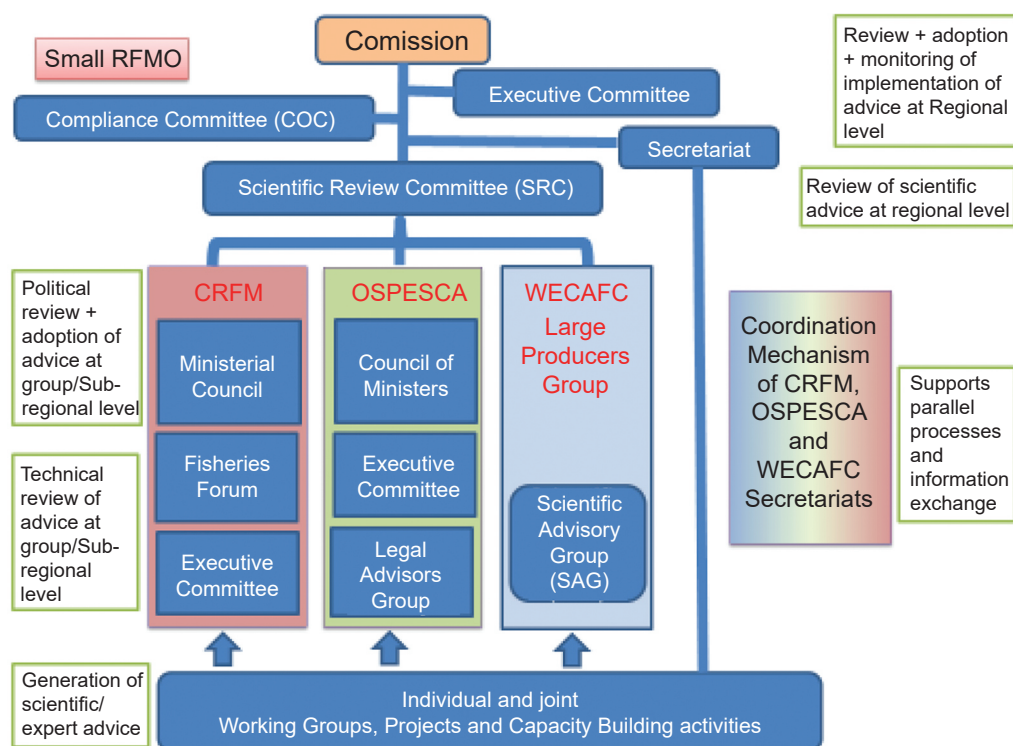 Comission
Small RFMO
Executive Committee
Compliance Committee (COC)
Secretariat
Scientific Review Committee (SRC)
Review + adoption
+ monitoring of
implementation of
advice at Regional
level
Review of scientific
advice at regional level
Political
review +
adoption of
advice at
group/Sub-
regional level
Technical
review of
advice at
group/Sub-
regional
level
Generation of
scientific/
expert advice
CRFM
Ministerial
Council
Fisheries
Forum
Executive
Committee
OSPESCA
Council of
Ministers
Executive
Committee
Legal
Advisors
Group
WECAFC
Large
Producers
Group
Scientific
Advisory
Group
(SAG)
Coordination
Mechanism
of CRFM,
OSPESCA
and
WECAFC
Secretariats
Supports
parallel
processes
and
information
exchange
Individual and joint
Working Groups, Projects and Capacity Building activities